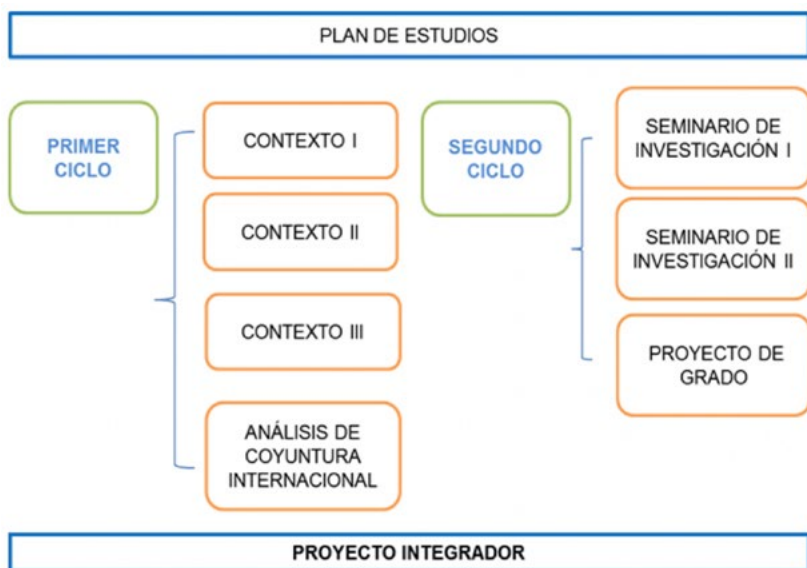 PLAN DE ESTUDIOS
PRIMER
CICLO
CONTEXTO I
CONTEXTO II
CONTEXTO III
ANÁLISIS DE
COYUNTURA
INTERNACIONAL
SEGUNDO
CICLO
SEMINARIO DE
INVESTIGACIÓN I
SEMINARIO DE
INVESTIGACIÓN II
PROYECTO DE
GRADO
PROYECTO INTEGRADOR